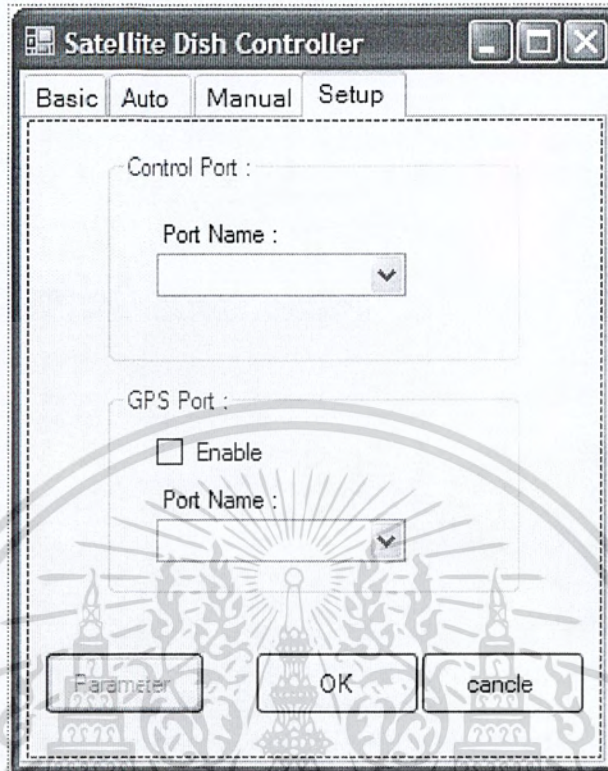 Satellite Dish Controller
Basic Auto Manual Setup
Control Port :
Port Name :
GPS Port :
Enable
Port Name :
Parameter OK cancle